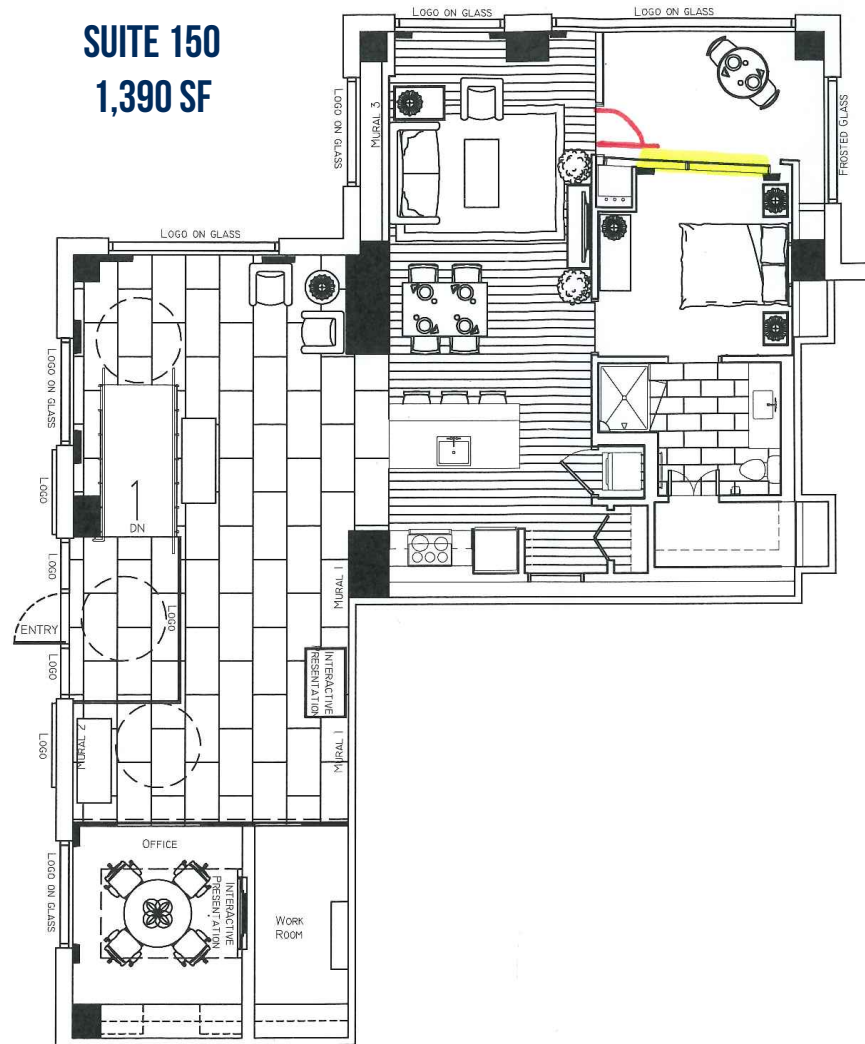 SUITE 150
1,390 SF
LOGO ON GLASS
LOGO ON GLASS
LOGO ON GLASS
MURAL 3
FROSTED GLASS
LOGO ON GLASS
LOGO ON GLASS
LOGO
1
DN
LOGO
MURAL 1
LOGO
ENTRY
LOGO
INTERACTIVE
PRESENTATION
MURAL 2
LOGO
MURAL 1
OFFICE
LOGO ON GLASS
INTERACTIVE
PRESENTATION
WORK
ROOM